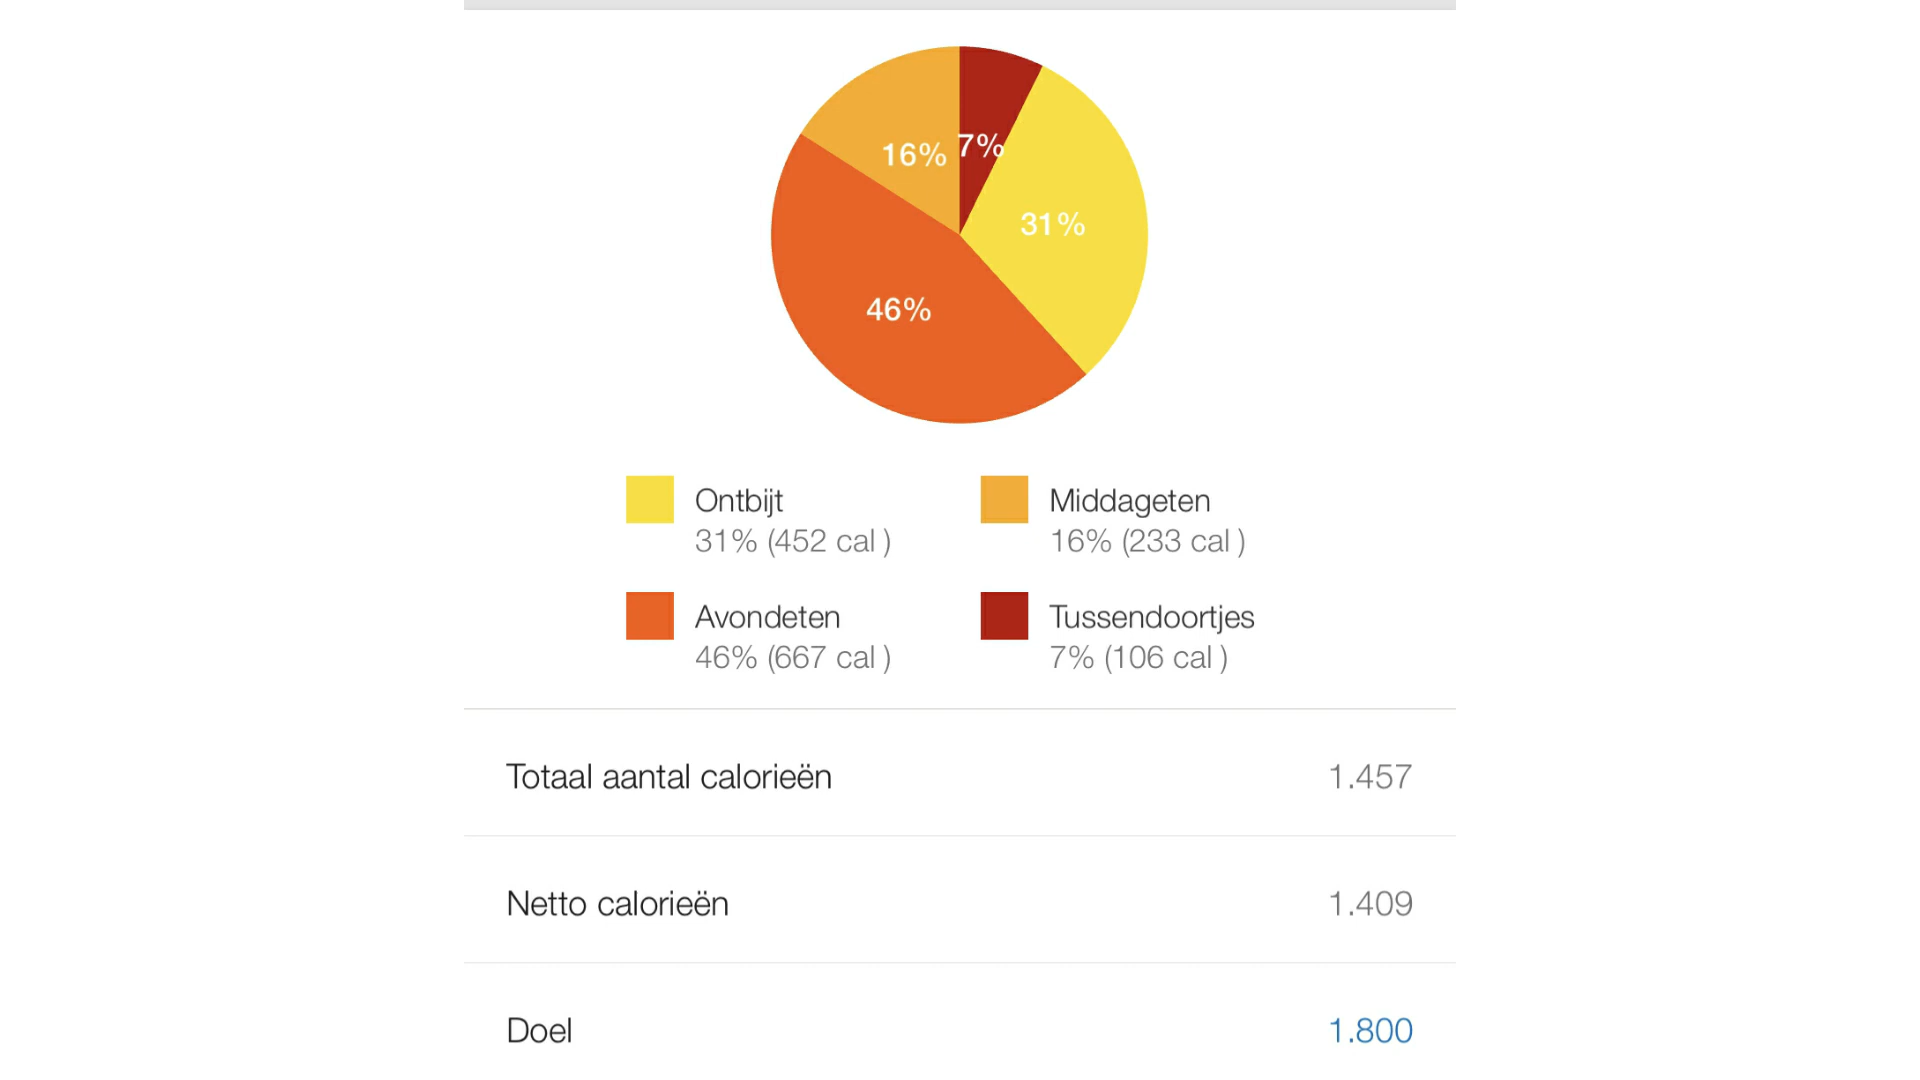 16%
7%
31%
46%
Ontbijt
31% (452 cal )
Middageten
16% (233 cal )
Avondeten
46% (667 cal )
Tussendoortjes
7% (106 cal )
Totaal aantal calorieën 1.457
Netto calorieën 1.409
Doel 1.800